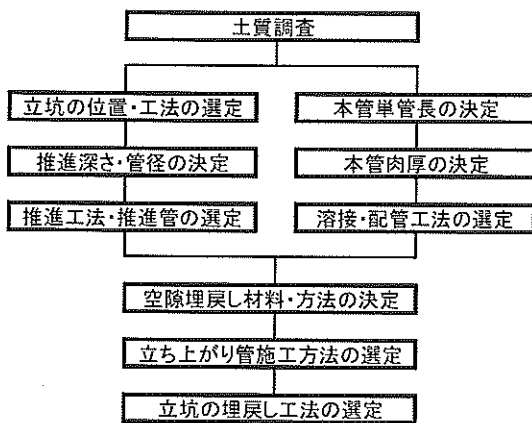 土質調査
立坑の位置・工法の選定
本管単管長の決定
推進深さ・管径の決定
本管肉厚の決定
推進工法・推進管の選定
溶接・配管工法の選定
空隙埋戻し材料・方法の決定
立ち上がり管施工方法の選定
立坑の埋戻し工法の選定